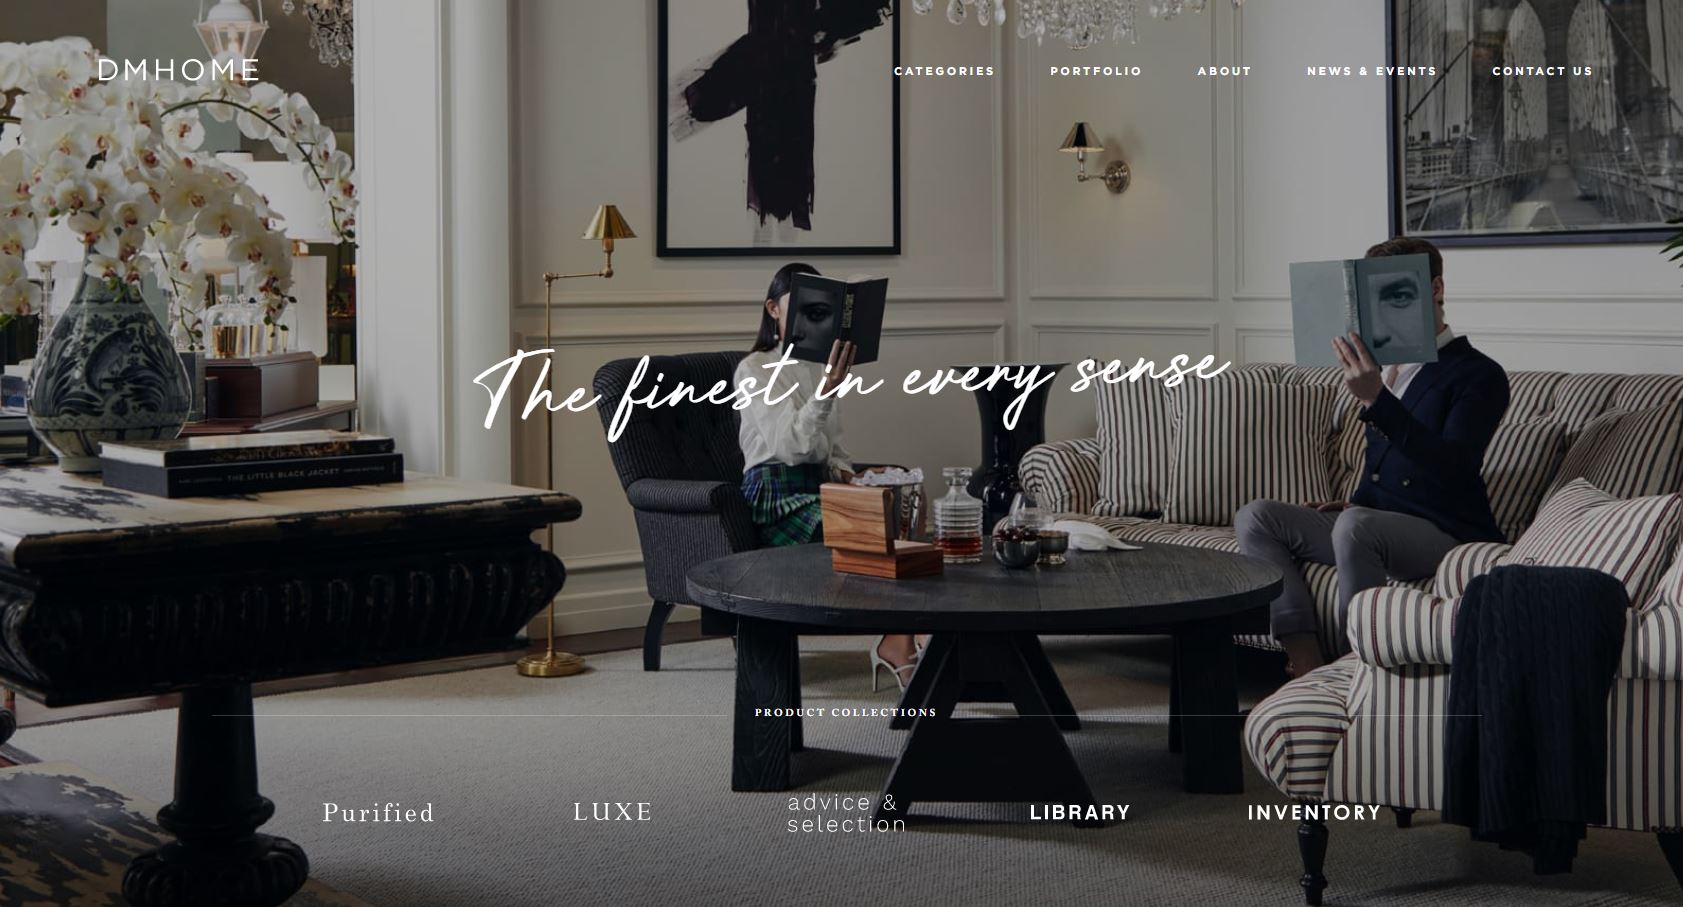 DMHOME
CATEGORIES PORTFOLIO ABOUT NEWS & EVENTS CONTACT US
The finest in every sense
THE LITTLE BLACK JACKET
PRODUCT COLLECTIONS
Purified LUXE advice & selection LIBRARY INVENTORY